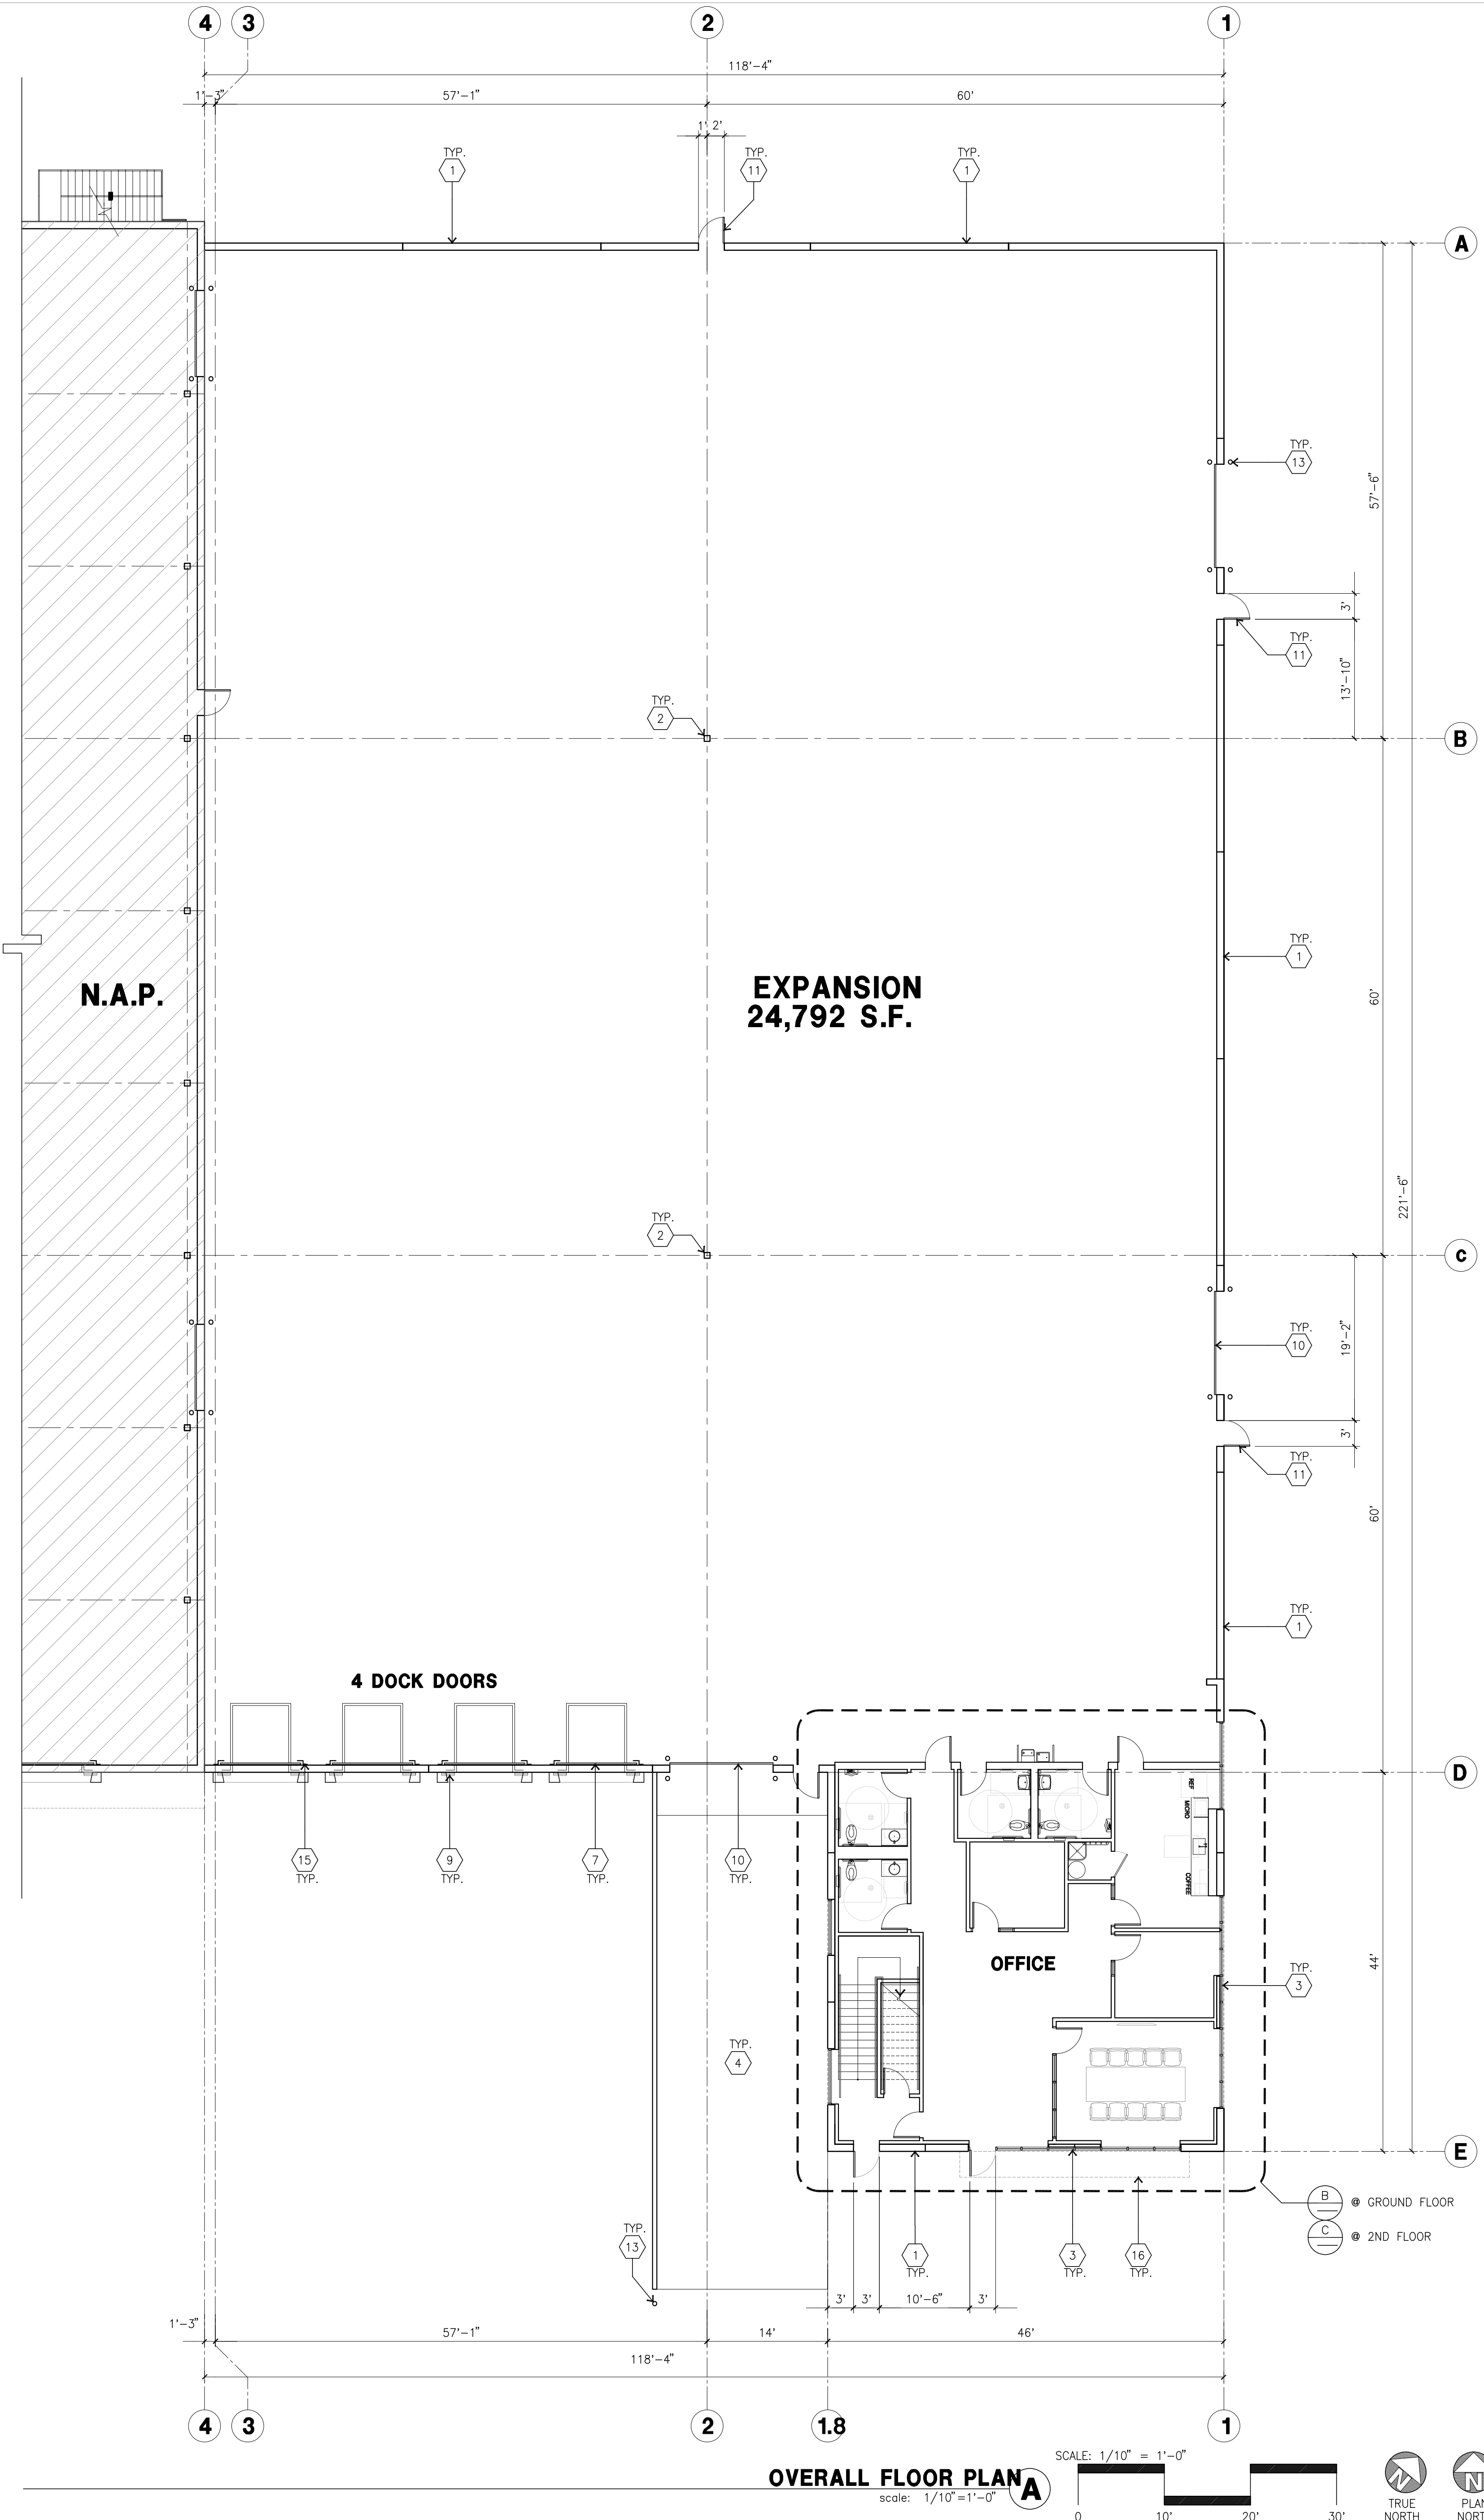 4 3 2 1
118'-4"
1'-3" 57'-1" 60'
1' 2'
TYP. TYP. TYP.
1 11 1
A
TYP.
13
57'-6"
3'
TYP.
11
13'-10"
TYP.
2
B
TYP.
1
N.A.P.
EXPANSION
24,792 S.F.
60'
221'-6"
TYP.
2
C
TYP.
10
19'-2"
3'
TYP.
11
60'
TYP.
1
4 DOCK DOORS
D
REF
MICRO
COFFEE
15 9 7 10
TYP. TYP. TYP. TYP.
OFFICE
44'
TYP.
3
TYP.
4
E
B @ GROUND FLOOR
C @ 2ND FLOOR
TYP.
13
1 3 16
TYP. TYP. TYP.
3' 3' 10'-6" 3'
1'-3" 57'-1" 14' 46'
118'-4"
4 3 2 1.8 1
OVERALL FLOOR PLAN A
scale: 1/10"=1'-0"
SCALE: 1/10" = 1'-0"
0 10' 20' 30'
N N
TRUE PLAN
NORTH NORTH